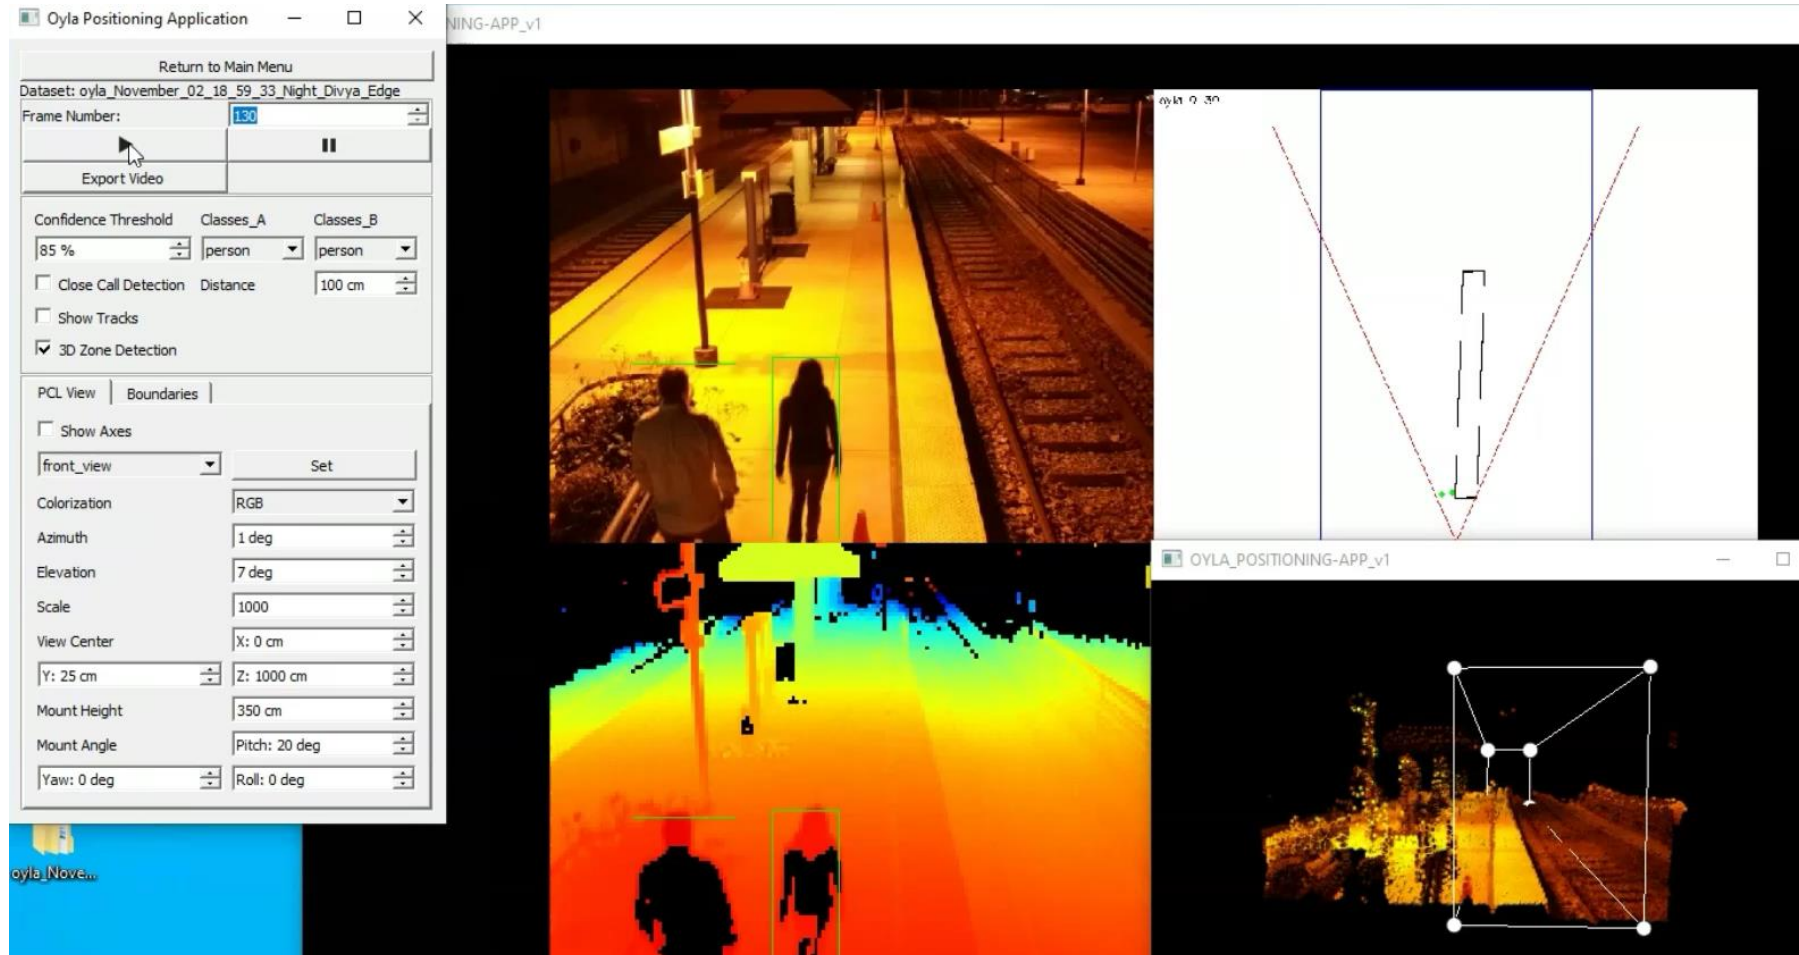 Oyla Positioning Application
NING-APP_v1
Return to Main Menu
Dataset: oyla_November_02_18_59_33_Night_Divya_Edge
Frame Number: 130
Export Video
Confidence Threshold Classes_A Classes_B
85 % person person
Close Call Detection Distance 100 cm
Show Tracks
3D Zone Detection
PCL View Boundaries
Show Axes
front_view Set
Colorization RGB
Azimuth 1 deg
Elevation 7 deg
Scale 1000
View Center X: 0 cm
Y: 25 cm Z: 1000 cm
Mount Height 350 cm
Mount Angle Pitch: 20 deg
Yaw: 0 deg Roll: 0 deg
oyla_Nove...
OYLA_POSITIONING-APP_v1